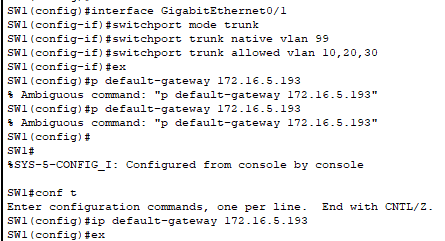 SW1(config)#interface GigabitEthernet0/1
SW1(config-if)#switchport mode trunk
SW1(config-if)#switchport trunk native vlan 99
SW1(config-if)#switchport trunk allowed vlan 10,20,30
SW1(config-if)#ex
SW1(config)#p default-gateway 172.16.5.193
% Ambiguous command: "p default-gateway 172.16.5.193"
SW1(config)#p default-gateway 172.16.5.193
% Ambiguous command: "p default-gateway 172.16.5.193"
SW1(config)#
SW1#
%SYS-5-CONFIG_I: Configured from console by console
SW1#conf t
Enter configuration commands, one per line.  End with CNTL/Z.
SW1(config)#ip default-gateway 172.16.5.193
SW1(config)#ex